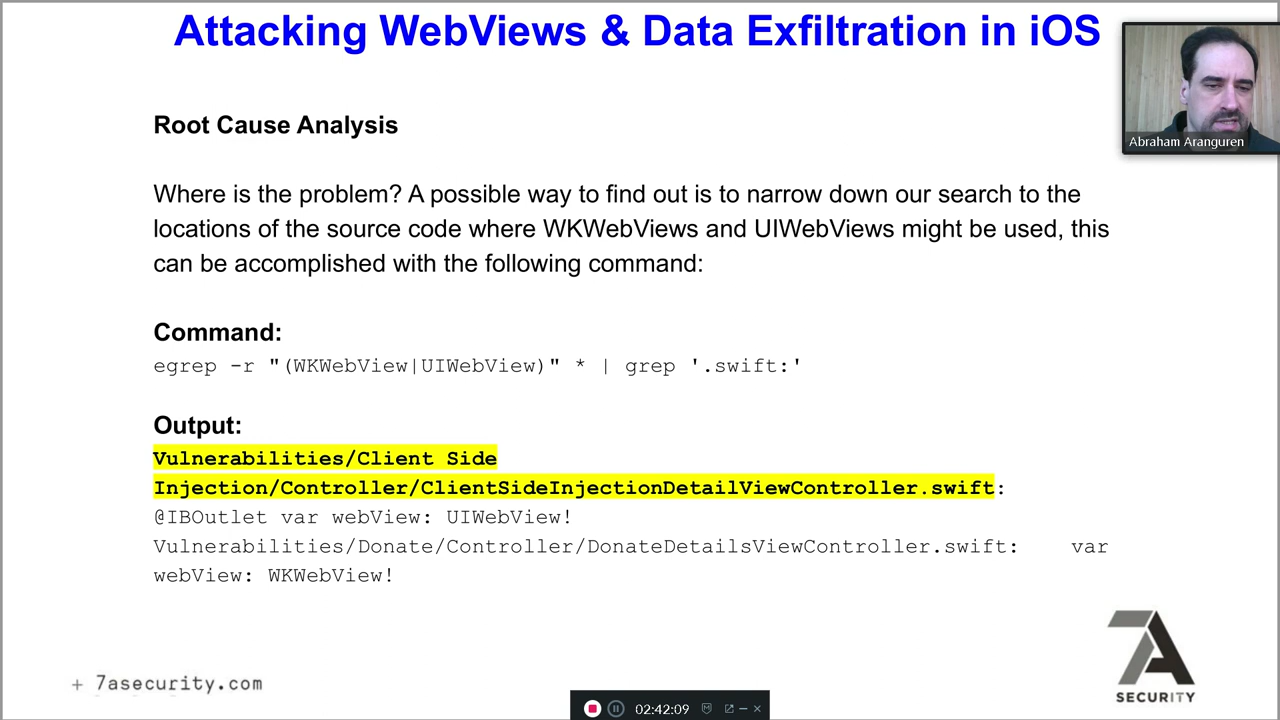 Attacking WebViews & Data Exfiltration in iOS
Abraham Aranguren
Root Cause Analysis
Where is the problem? A possible way to find out is to narrow down our search to the
locations of the source code where WKWebViews and UIWebViews might be used, this
can be accomplished with the following command:
Command:
egrep -r "(WKWebView|UIWebView)" * | grep '.swift:'
Output:
Vulnerabilities/Client Side
Injection/Controller/ClientSideInjectionDetailViewController.swift:
@IBOutlet var webView: UIWebView!
Vulnerabilities/Donate/Controller/DonateDetailsViewController.swift:    var
webView: WKWebView!
7A
SECURITY
+ 7asecurity.com
02:42:09